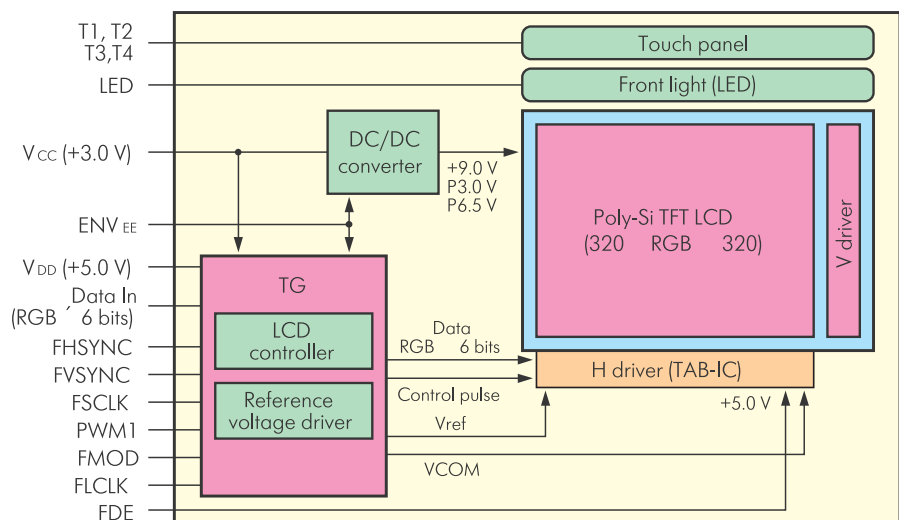 T1, T2
T3,T4
LED
VCC (+3.0 V)
ENVEE
VDD (+5.0 V)
Data In
(RGB ´ 6 bits)
FHSYNC
FVSYNC
FSCLK
PWM1
FMOD
FLCLK
FDE
Touch panel
Front light (LED)
DC/DC
converter
+9.0 V
P3.0 V
P6.5 V
Poly-Si TFT LCD
(320 RGB 320)
V driver
TG
LCD
controller
Reference
voltage driver
Data
RGB 6 bits
Control pulse
Vref
VCOM
H driver (TAB-IC)
+5.0 V